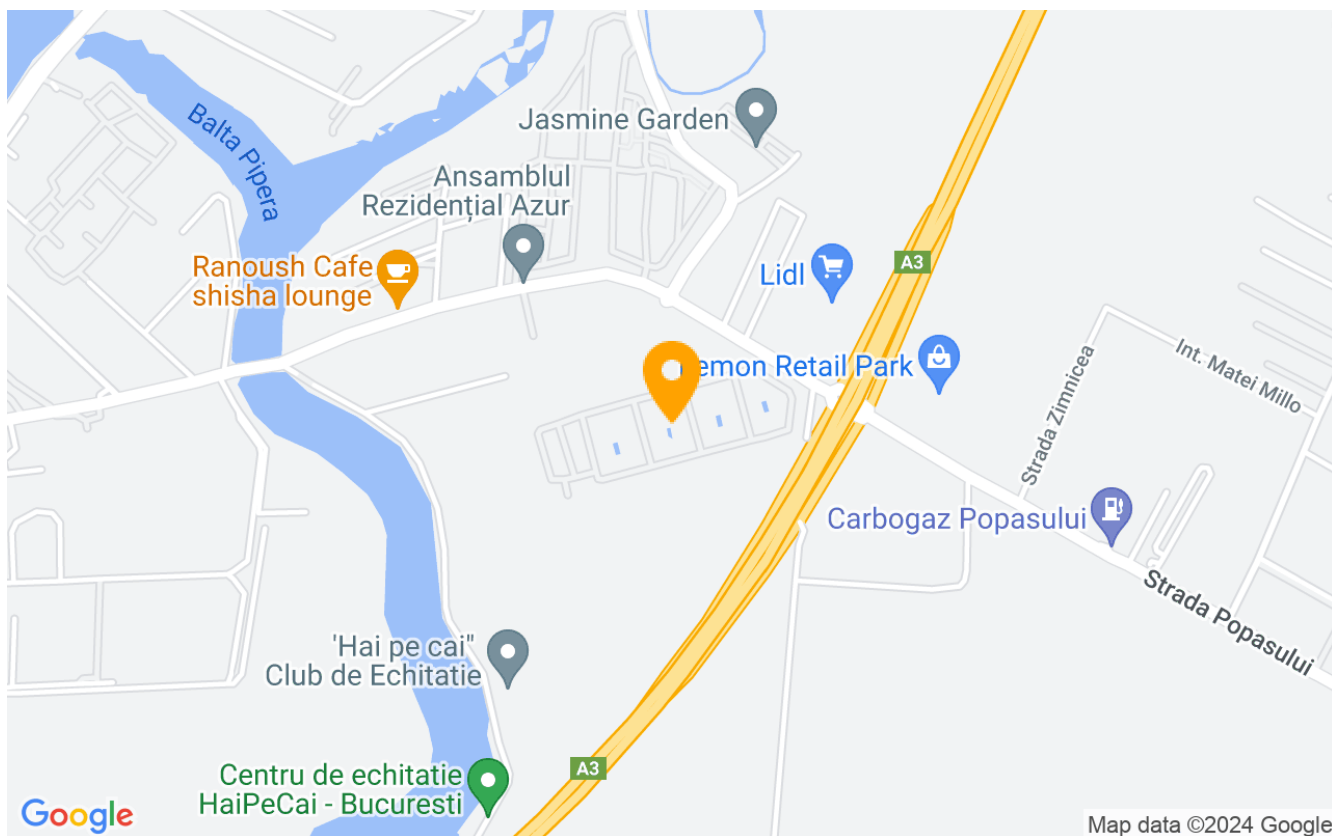 Balta Pipera
Jasmine Garden
Ansamblul
Rezidențial Azur
Ranoush Cafe
shisha lounge
Lidl
A3
Retail Park
Int. Matei Millo
Strada Zimnicea
Carbogaz Popasului
Strada Popasului
'Hai pe cai"
Club de Echitatie
A3
Centru de echitatie
HaiPeCai - Bucuresti
Google
Map data ©2024 Google